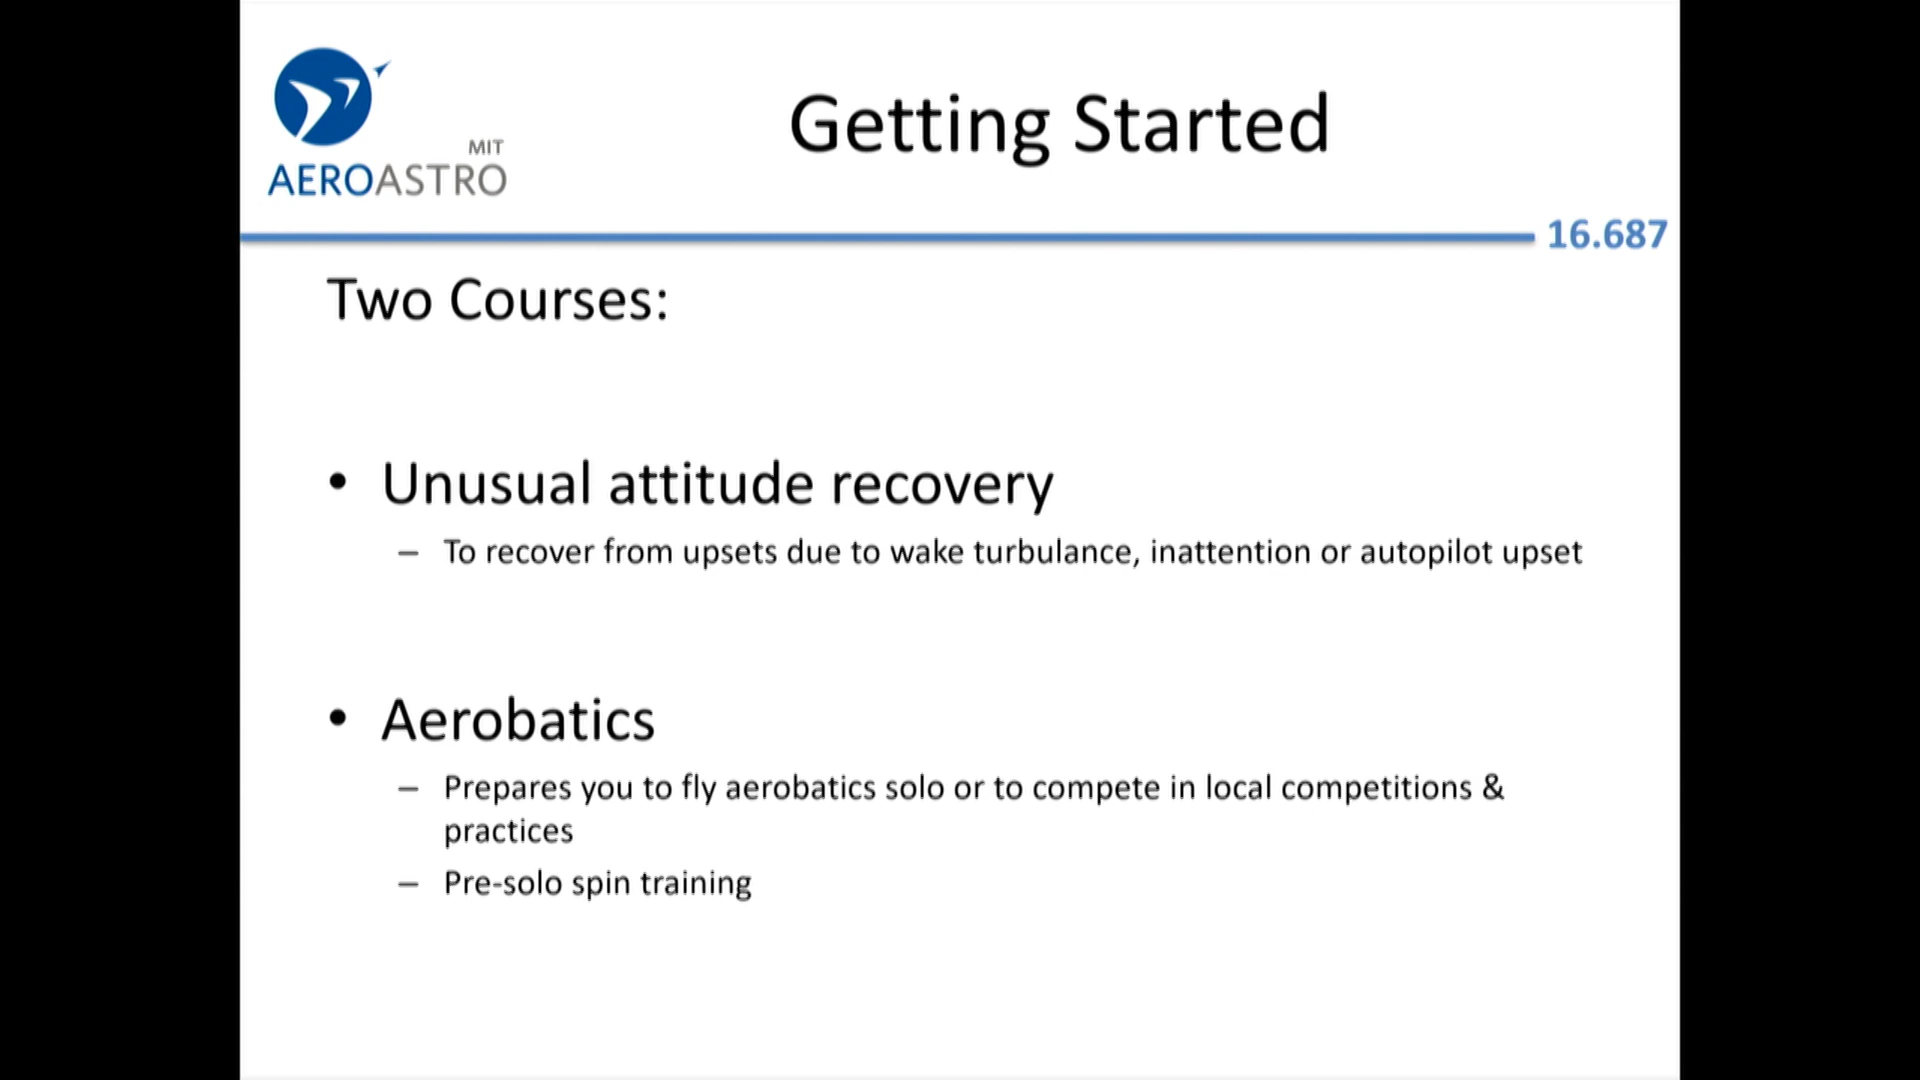 MIT
AEROASTRO
Getting Started
16.687
Two Courses:
• Unusual attitude recovery
– To recover from upsets due to wake turbulance, inattention or autopilot upset
• Aerobatics
– Prepares you to fly aerobatics solo or to compete in local competitions &
practices
– Pre-solo spin training